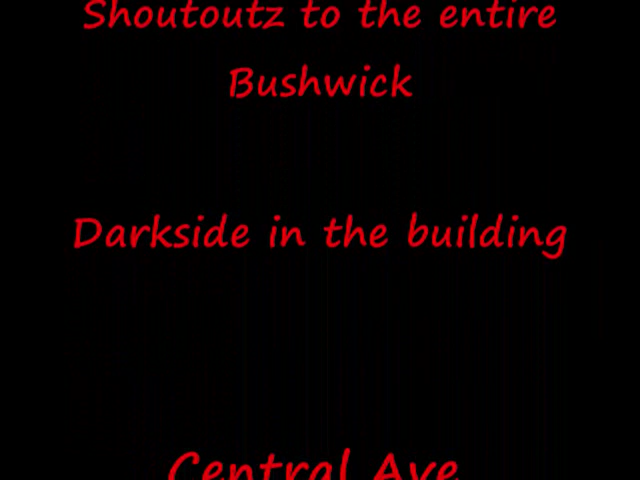 Shoutoutz to the entire
Bushwick
Darkside in the building
Central Ave